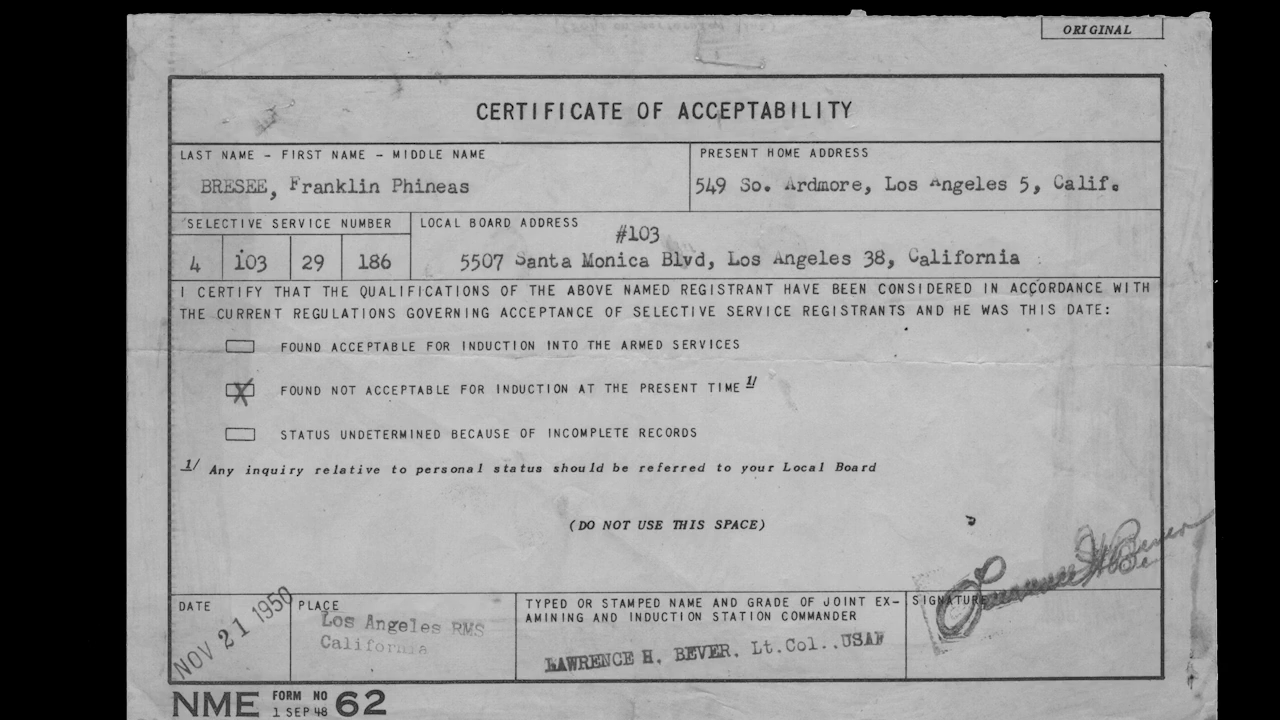 ORIGINAL
CERTIFICATE OF ACCEPTABILITY
LAST NAME - FIRST NAME - MIDDLE NAME
BRESEE, Franklin Phineas
PRESENT HOME ADDRESS
549 So. Ardmore, Los Angeles 5, Calif.
SELECTIVE SERVICE NUMBER
4 103 29 186
LOCAL BOARD ADDRESS
#103
5507 Santa Monica Blvd, Los Angeles 38, California
I CERTIFY THAT THE QUALIFICATIONS OF THE ABOVE NAMED REGISTRANT HAVE BEEN CONSIDERED IN ACCORDANCE WITH
THE CURRENT REGULATIONS GOVERNING ACCEPTANCE OF SELECTIVE SERVICE REGISTRANTS AND HE WAS THIS DATE:
FOUND ACCEPTABLE FOR INDUCTION INTO THE ARMED SERVICES
X FOUND NOT ACCEPTABLE FOR INDUCTION AT THE PRESENT TIME 1/
STATUS UNDETERMINED BECAUSE OF INCOMPLETE RECORDS
1/ Any inquiry relative to personal status should be referred to your Local Board
(DO NOT USE THIS SPACE)
DATE
NOV 21 1950
PLACE
Los Angeles RMS
California
TYPED OR STAMPED NAME AND GRADE OF JOINT EX-
AMINING AND INDUCTION STATION COMMANDER
LAWRENCE H. BEVER. Lt.Col..USAF
SIGNATURE
Lawrence H Bever
NME FORM NO 62
1 SEP 48